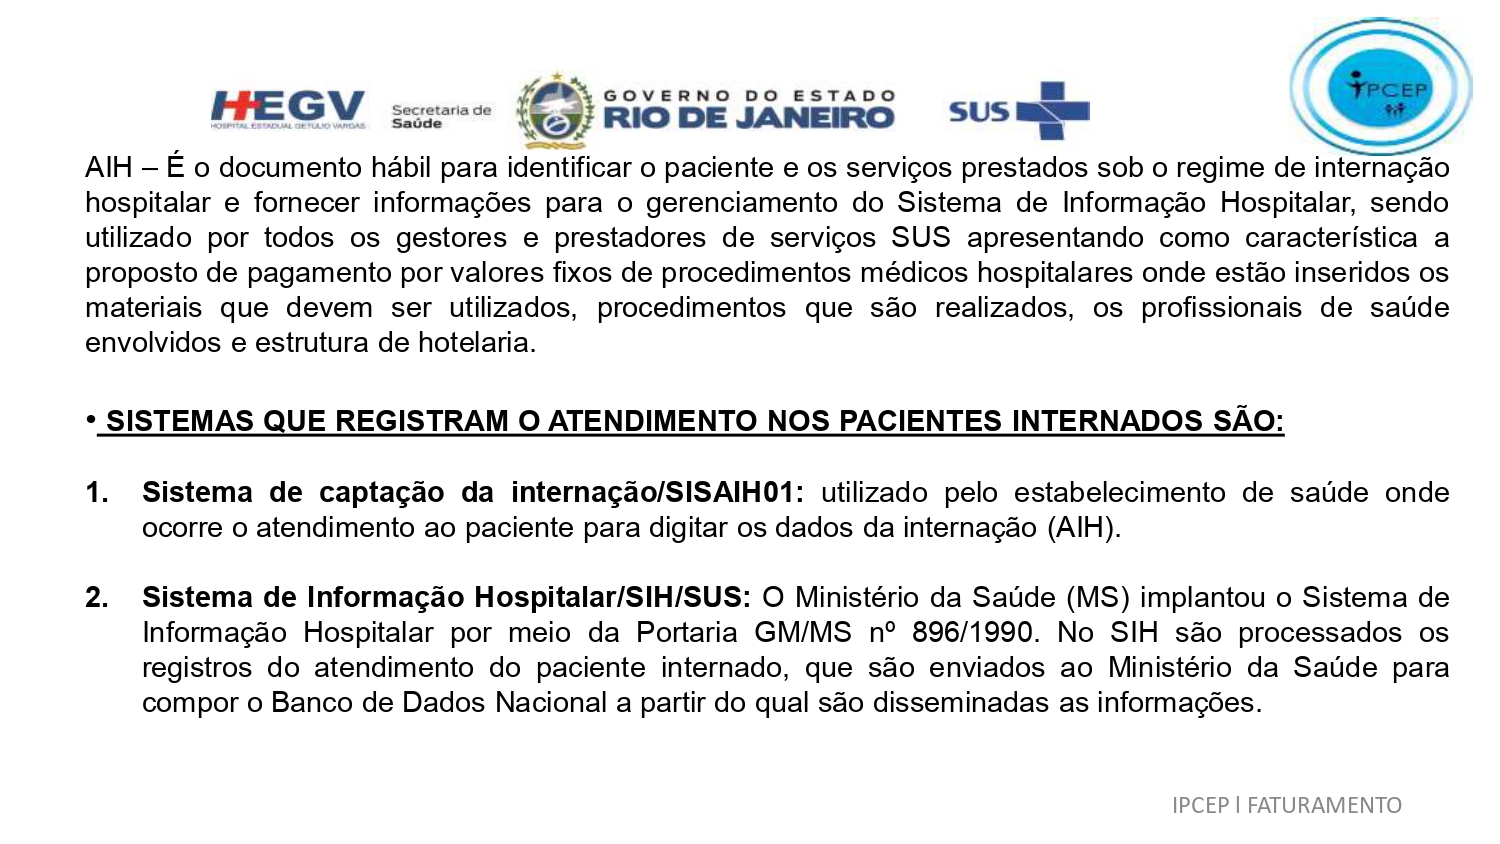 HEGV
HOSPITAL ESTADUAL GETÚLIO VARGAS
Secretaria de
Saúde
GOVERNO DO ESTADO
RIO DE JANEIRO
SUS
IPCEP
AIH – É o documento hábil para identificar o paciente e os serviços prestados sob o regime de internação
hospitalar e fornecer informações para o gerenciamento do Sistema de Informação Hospitalar, sendo
utilizado por todos os gestores e prestadores de serviços SUS apresentando como característica a
proposto de pagamento por valores fixos de procedimentos médicos hospitalares onde estão inseridos os
materiais que devem ser utilizados, procedimentos que são realizados, os profissionais de saúde
envolvidos e estrutura de hotelaria.
• SISTEMAS QUE REGISTRAM O ATENDIMENTO NOS PACIENTES INTERNADOS SÃO:
1. Sistema de captação da internação/SISAIH01: utilizado pelo estabelecimento de saúde onde
ocorre o atendimento ao paciente para digitar os dados da internação (AIH).
2. Sistema de Informação Hospitalar/SIH/SUS: O Ministério da Saúde (MS) implantou o Sistema de
Informação Hospitalar por meio da Portaria GM/MS nº 896/1990. No SIH são processados os
registros do atendimento do paciente internado, que são enviados ao Ministério da Saúde para
compor o Banco de Dados Nacional a partir do qual são disseminadas as informações.
IPCEP l FATURAMENTO